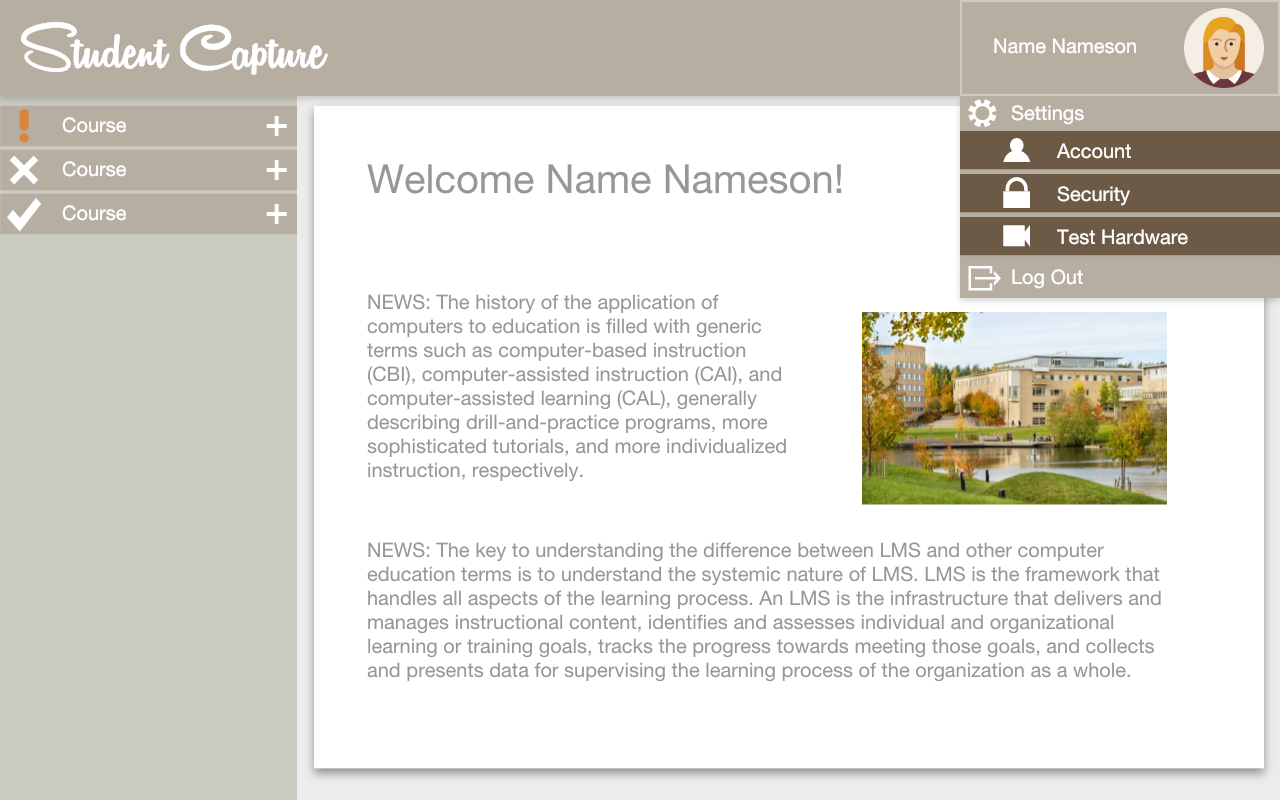 Student Capture
Name Nameson
Course
Course
Course
Settings
Account
Security
Test Hardware
Log Out
Welcome Name Nameson!
NEWS: The history of the application of
computers to education is filled with generic
terms such as computer-based instruction
(CBI), computer-assisted instruction (CAI), and
computer-assisted learning (CAL), generally
describing drill-and-practice programs, more
sophisticated tutorials, and more individualized
instruction, respectively.
NEWS: The key to understanding the difference between LMS and other computer
education terms is to understand the systemic nature of LMS. LMS is the framework that
handles all aspects of the learning process. An LMS is the infrastructure that delivers and
manages instructional content, identifies and assesses individual and organizational
learning or training goals, tracks the progress towards meeting those goals, and collects
and presents data for supervising the learning process of the organization as a whole.